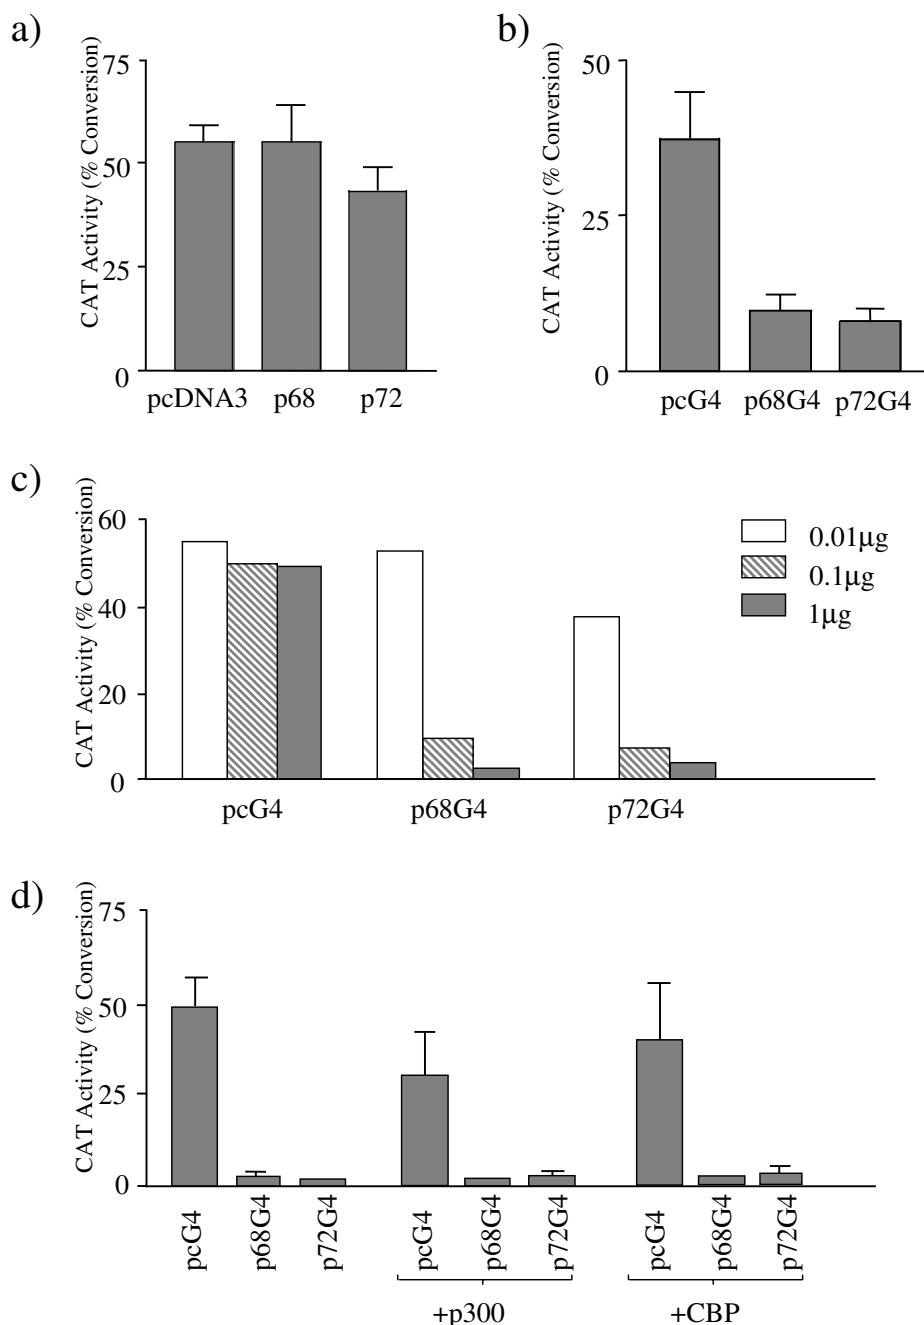 a)
CAT Activity (% Conversion)
75
50
25
0
pcDNA3 p68 p72
b)
CAT Activity (% Conversion)
50
25
0
pcG4 p68G4 p72G4
c)
CAT Activity (% Conversion)
60
40
20
0
pcG4 p68G4 p72G4
0.01µg
0.1µg
1µg
d)
CAT Activity (% Conversion)
75
50
25
0
pcG4 p68G4 p72G4 pcG4 p68G4 p72G4 pcG4 p68G4 p72G4
+p300 +CBP